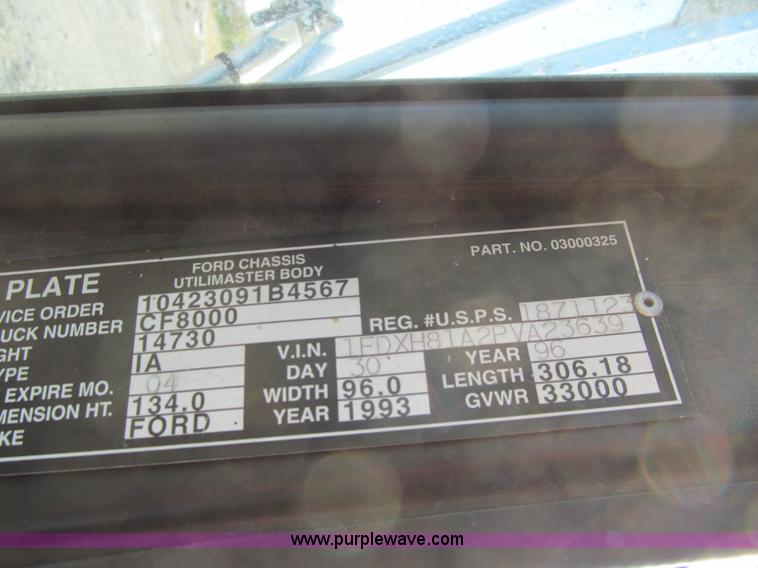 FORD CHASSIS
UTILIMASTER BODY
PART. NO. 03000325
PLATE
VICE ORDER 10423091B4567 REG. #U.S.P.S. 1871123
UCK NUMBER CF8000 V.I.N. 1FDXH81A2PVA23639
GHT 14730 DAY 30 YEAR 96
YPE IA WIDTH 96.0 LENGTH 306.18
EXPIRE MO. 04 YEAR 1993 GVWR 33000
MENSION HT. 134.0
KE FORD
www.purplewave.com